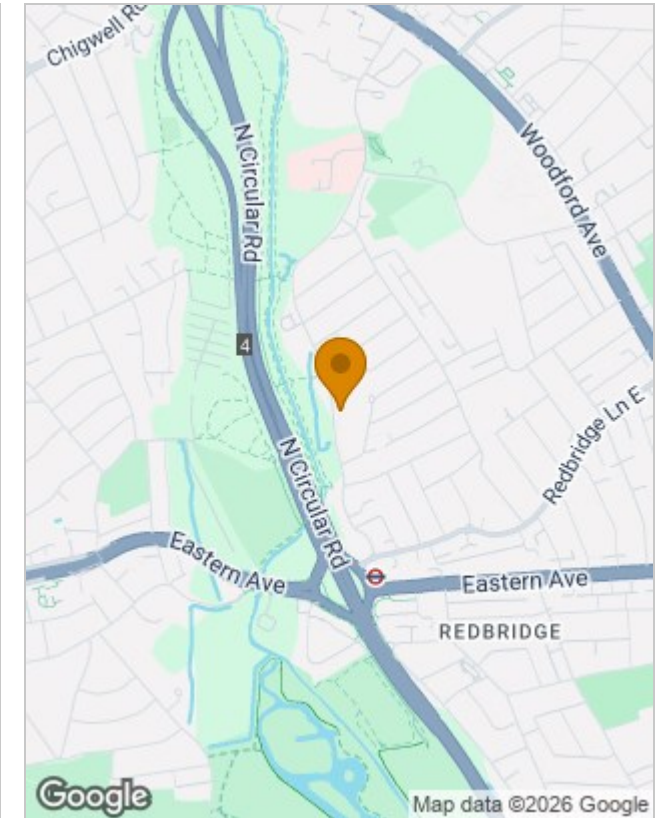 Chigwell Rd
N Circular Rd
Woodford Ave
4
N Circular Rd
Redbridge Ln E
Eastern Ave
Eastern Ave
REDBRIDGE
Google
Map data ©2026 Google